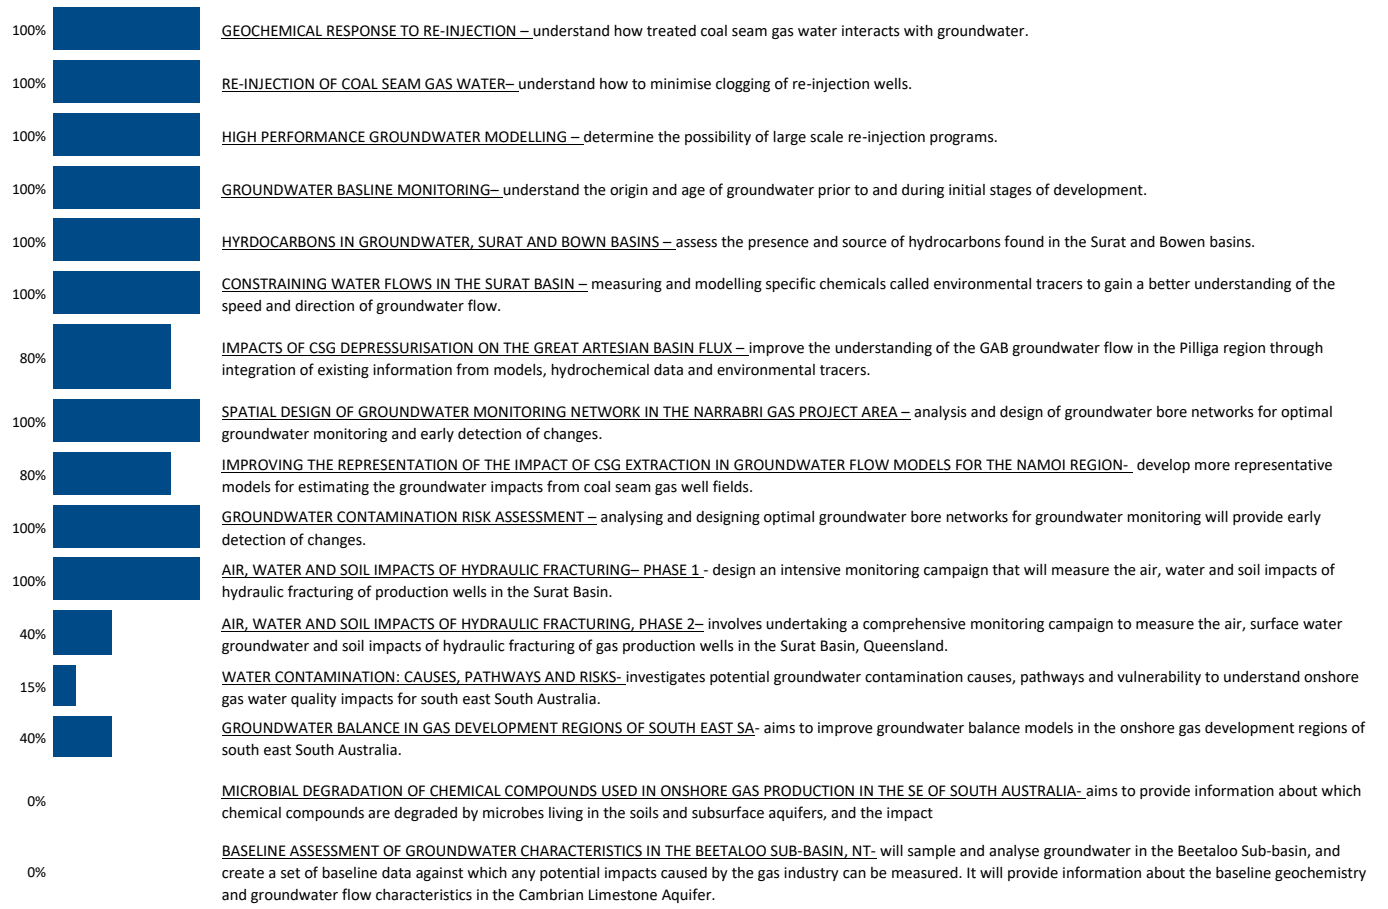 100% GEOCHEMICAL RESPONSE TO RE-INJECTION – understand how treated coal seam gas water interacts with groundwater.
100% RE-INJECTION OF COAL SEAM GAS WATER– understand how to minimise clogging of re-injection wells.
100% HIGH PERFORMANCE GROUNDWATER MODELLING – determine the possibility of large scale re-injection programs.
100% GROUNDWATER BASLINE MONITORING– understand the origin and age of groundwater prior to and during initial stages of development.
100% HYRDOCARBONS IN GROUNDWATER, SURAT AND BOWN BASINS – assess the presence and source of hydrocarbons found in the Surat and Bowen basins.
100% CONSTRAINING WATER FLOWS IN THE SURAT BASIN – measuring and modelling specific chemicals called environmental tracers to gain a better understanding of the
speed and direction of groundwater flow.
80% IMPACTS OF CSG DEPRESSURISATION ON THE GREAT ARTESIAN BASIN FLUX – improve the understanding of the GAB groundwater flow in the Pilliga region through
integration of existing information from models, hydrochemical data and environmental tracers.
100% SPATIAL DESIGN OF GROUNDWATER MONITORING NETWORK IN THE NARRABRI GAS PROJECT AREA – analysis and design of groundwater bore networks for optimal
groundwater monitoring and early detection of changes.
80% IMPROVING THE REPRESENTATION OF THE IMPACT OF CSG EXTRACTION IN GROUNDWATER FLOW MODELS FOR THE NAMOI REGION- develop more representative
models for estimating the groundwater impacts from coal seam gas well fields.
100% GROUNDWATER CONTAMINATION RISK ASSESSMENT – analysing and designing optimal groundwater bore networks for groundwater monitoring will provide early
detection of changes.
100% AIR, WATER AND SOIL IMPACTS OF HYDRAULIC FRACTURING– PHASE 1 - design an intensive monitoring campaign that will measure the air, water and soil impacts of
hydraulic fracturing of production wells in the Surat Basin.
40% AIR, WATER AND SOIL IMPACTS OF HYDRAULIC FRACTURING, PHASE 2– involves undertaking a comprehensive monitoring campaign to measure the air, surface water
groundwater and soil impacts of hydraulic fracturing of gas production wells in the Surat Basin, Queensland.
15% WATER CONTAMINATION: CAUSES, PATHWAYS AND RISKS- investigates potential groundwater contamination causes, pathways and vulnerability to understand onshore
gas water quality impacts for south east South Australia.
40% GROUNDWATER BALANCE IN GAS DEVELOPMENT REGIONS OF SOUTH EAST SA- aims to improve groundwater balance models in the onshore gas development regions of
south east South Australia.
0% MICROBIAL DEGRADATION OF CHEMICAL COMPOUNDS USED IN ONSHORE GAS PRODUCTION IN THE SE OF SOUTH AUSTRALIA- aims to provide information about which
chemical compounds are degraded by microbes living in the soils and subsurface aquifers, and the impact
0% BASELINE ASSESSMENT OF GROUNDWATER CHARACTERISTICS IN THE BEETALOO SUB-BASIN, NT- will sample and analyse groundwater in the Beetaloo Sub-basin, and
create a set of baseline data against which any potential impacts caused by the gas industry can be measured. It will provide information about the baseline geochemistry
and groundwater flow characteristics in the Cambrian Limestone Aquifer.